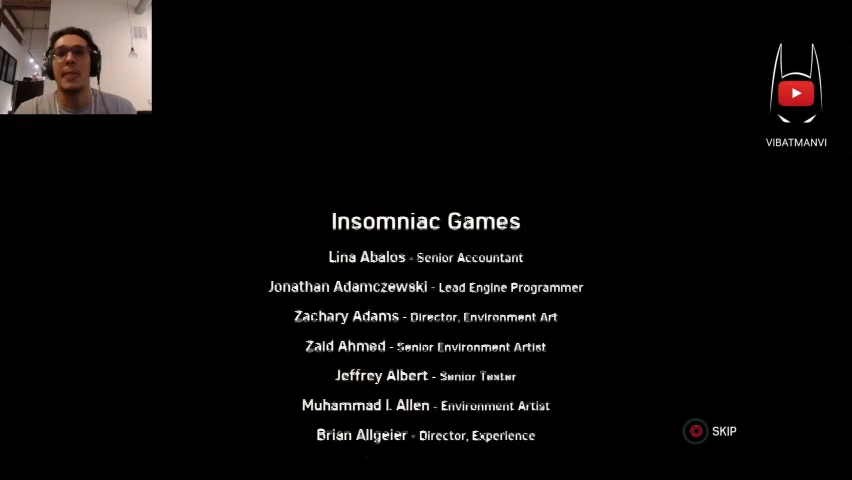 VIBATMANVI
Insomniac Games
Lina Abalos - Senior Accountant
Jonathan Adamczewski - Lead Engine Programmer
Zachary Adams - Director, Environment Art
Zaid Ahmed - Senior Environment Artist
Jeffrey Albert - Senior Tester
Muhammad I. Allen - Environment Artist
Brian Allgeier - Director, Experience
SKIP